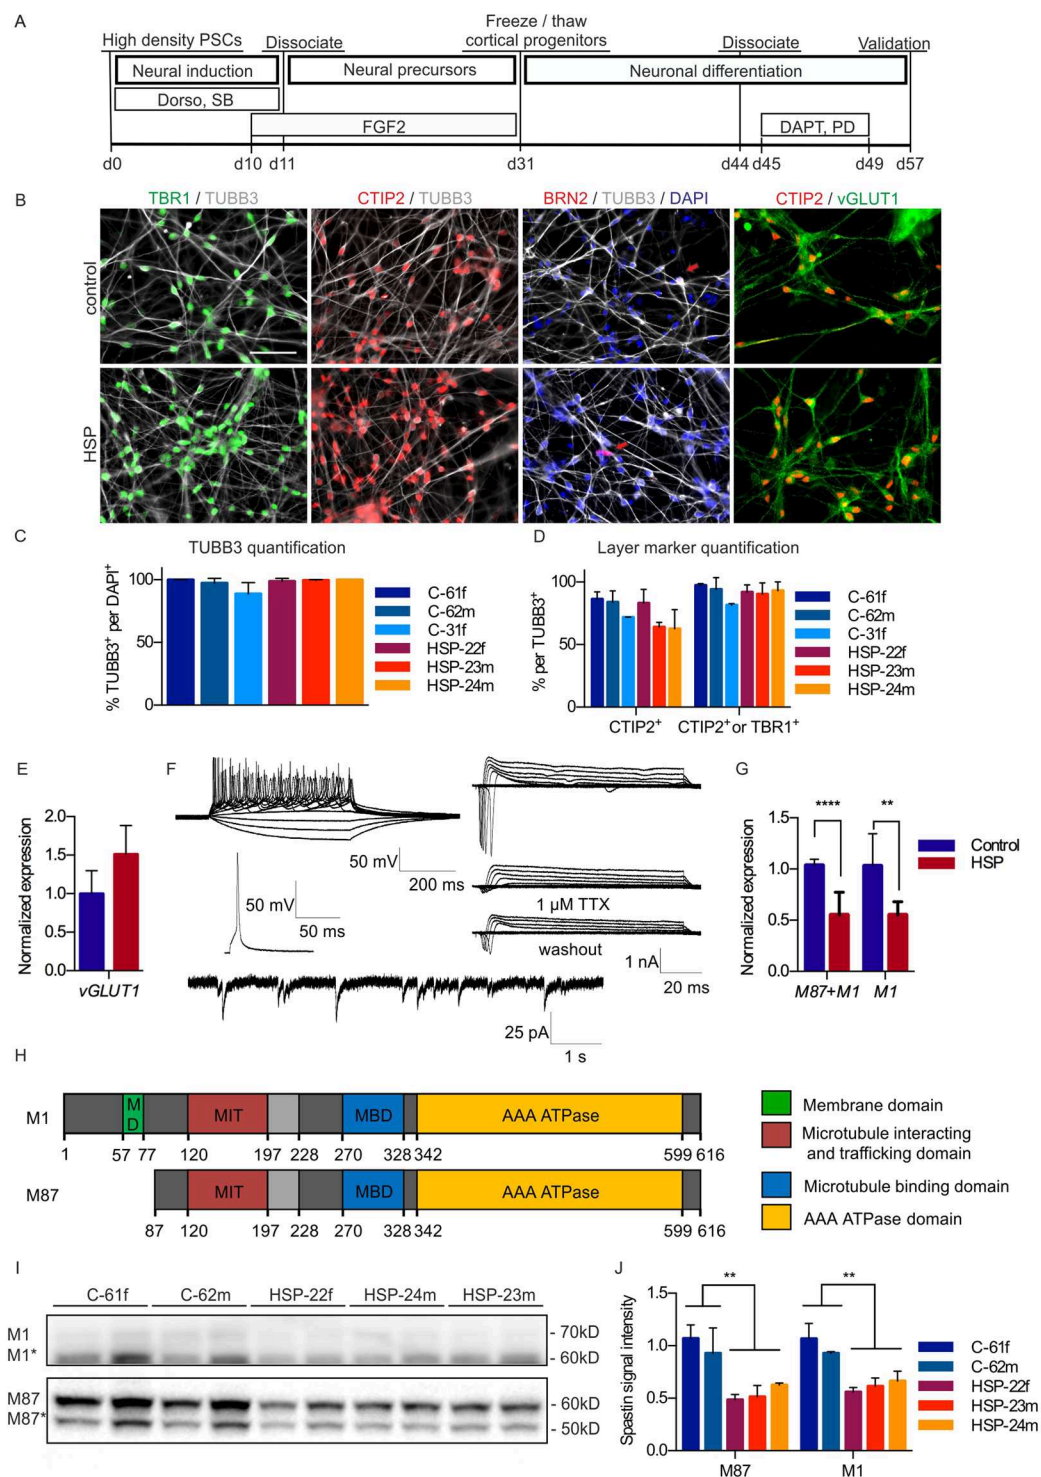 A
High density PSCs
Dissociate
Freeze / thaw
cortical progenitors
Dissociate
Validation
Neural induction
Neural precursors
Neuronal differentiation
Dorso, SB
FGF2
DAPT, PD
d0 d10 d11 d31 d44 d45 d49 d57
B
TBR1 / TUBB3
CTIP2 / TUBB3
BRN2 / TUBB3 / DAPI
CTIP2 / vGLUT1
control
HSP
C
TUBB3 quantification
% TUBB3⁺ per DAPI⁺
100
50
0
C-61f
C-62m
C-31f
HSP-22f
HSP-23m
HSP-24m
D
Layer marker quantification
% per TUBB3⁺
100
50
0
CTIP2⁺
CTIP2⁺ or TBR1⁺
C-61f
C-62m
C-31f
HSP-22f
HSP-23m
HSP-24m
E
Normalized expression
2.0
1.5
1.0
0.5
0.0
vGLUT1
F
50 mV
200 ms
50 mV
50 ms
1 µM TTX
washout
1 nA
20 ms
25 pA
1 s
G
Normalized expression
1.5
1.0
0.5
0.0
****
**
M87+M1
M1
Control
HSP
H
M1
MD
MIT
MBD
AAA ATPase
1 57 77 120 197 228 270 328 342 599 616
M87
MIT
MBD
AAA ATPase
87 120 197 228 270 328 342 599 616
Membrane domain
Microtubule interacting
and trafficking domain
Microtubule binding domain
AAA ATPase domain
I
C-61f
C-62m
HSP-22f
HSP-24m
HSP-23m
M1
M1*
- 70kD
- 60kD
M87
M87*
- 60kD
- 50kD
J
Spastin signal intensity
1.5
1.0
0.5
0.0
**
**
M87
M1
C-61f
C-62m
HSP-22f
HSP-23m
HSP-24m